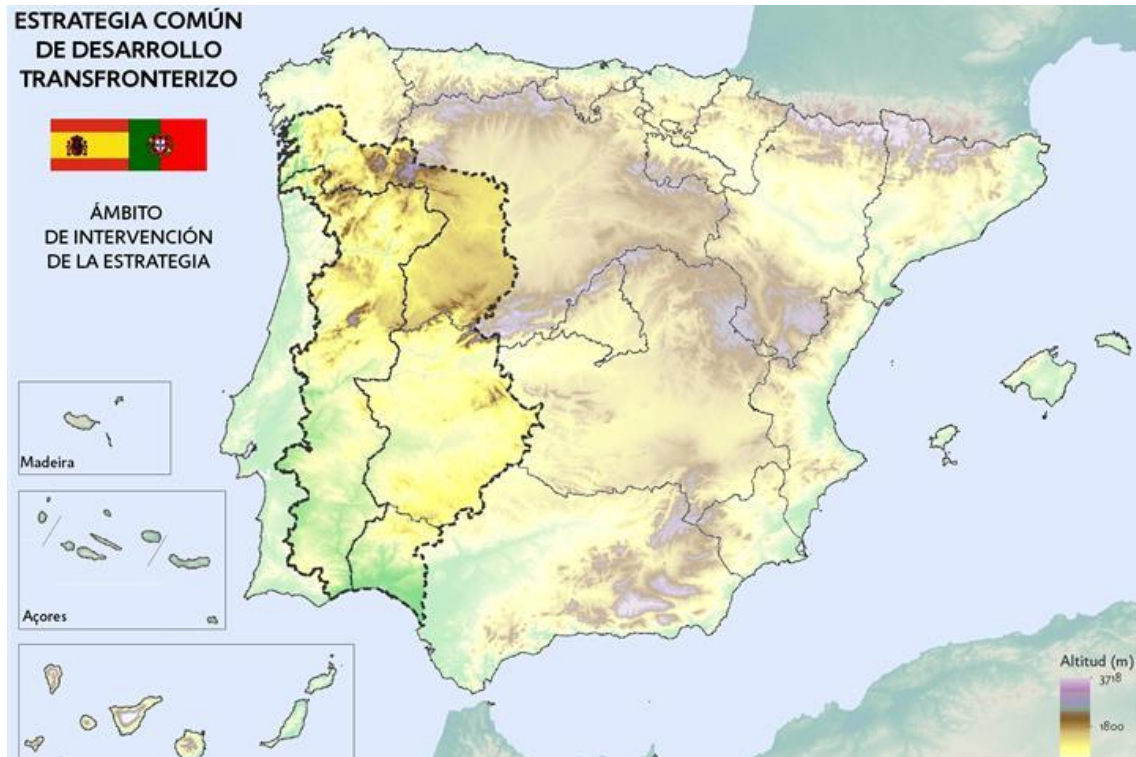 ESTRATEGIA COMÚN
DE DESARROLLO
TRANSFRONTERIZO
ÁMBITO
DE INTERVENCIÓN
DE LA ESTRATEGIA
Madeira
Açores
Altitud (m)
3718
1800